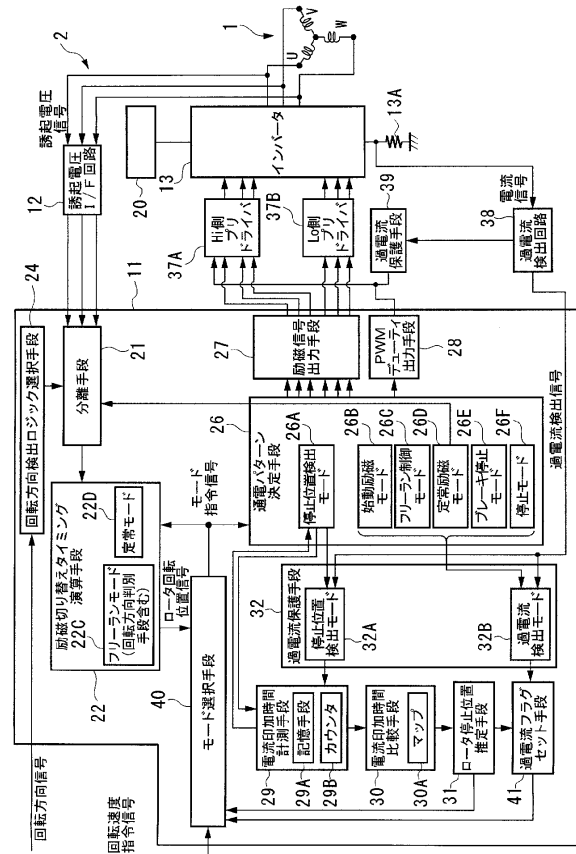 回転方向信号
回転速度
指令信号
回転方向検出ロジック選択手段
24
11
12
誘起電圧
I/F回路
誘起電圧
信号
2
1
U
V
W
分離手段
21
励磁切り替えタイミング
演算手段
22C
22D
フリーランモード
(回転方向判別
手段含む)
定常モード
22
ロータ回転
位置信号
モード
指令信号
40
モード選択手段
20
13
インバータ
13A
37A
Hi側
プリ
ドライバ
37B
Lo側
プリ
ドライバ
27
励磁信号
出力手段
PWM
デューティ
出力手段
28
39
過電流
保護手段
電流信号
過電流
検出回路
38
過電流検出信号
26
通電パターン
決定手段
26A
停止位置検出
モード
26B
始動励磁
モード
26C
フリーラン制御
モード
26D
定常励磁
モード
26E
ブレーキ停止
モード
26F
停止モード
32
過電流保護手段
停止位置
検出モード
32A
32B
過電流
検出モード
電流印加時間
計測手段
記憶手段
カウンタ
29
29A
29B
電流印加時間
比較手段
マップ
30
30A
ロータ停止位置
推定手段
31
過電流フラグ
セット手段
41